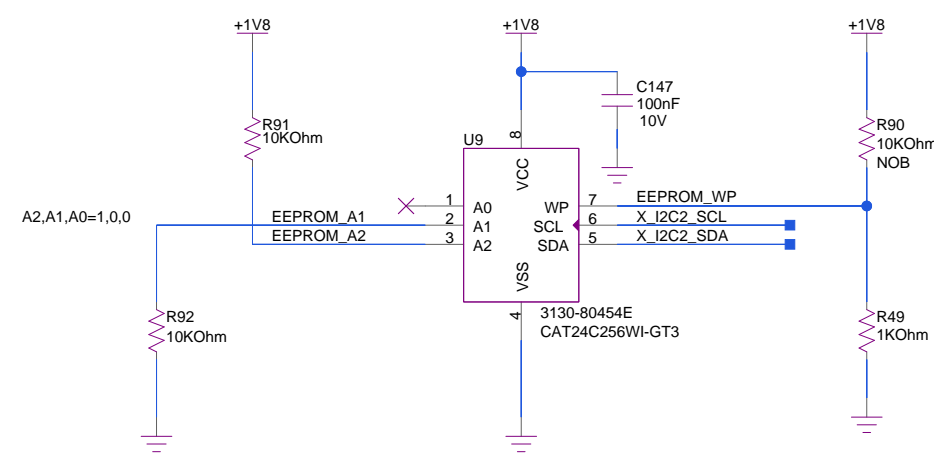 +1V8
+1V8
+1V8
C147
100nF
10V
R91
10KOhm
R90
10KOhm
NOB
U9
8
VCC
1
A0
WP
7
EEPROM_WP
A2,A1,A0=1,0,0
EEPROM_A1
2
A1
SCL
6
X_I2C2_SCL
EEPROM_A2
3
A2
SDA
5
X_I2C2_SDA
VSS
4
3130-80454E
CAT24C256WI-GT3
R92
10KOhm
R49
1KOhm